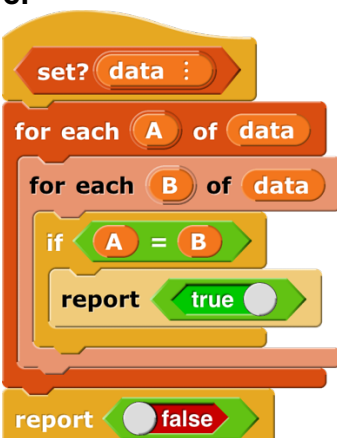 set? data ⋮
for each A of data
for each B of data
if A = B
report true
report false